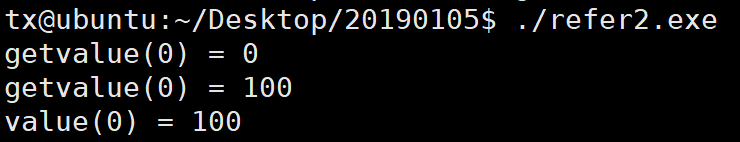 tx@ubuntu:~/Desktop/20190105$ ./refer2.exe
getvalue(0) = 0
getvalue(0) = 100
value(0) = 100